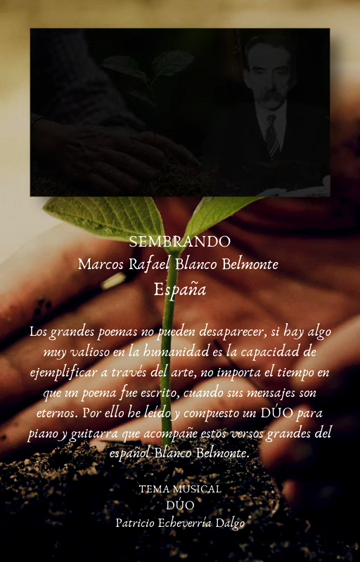 SEMBRANDO
Marcos Rafael Blanco Belmonte
España
Los grandes poemas no pueden desaparecer, si hay algo
muy valioso en la humanidad es la capacidad de
ejemplificar a través del arte, no importa el tiempo en
que un poema fue escrito, cuando sus mensajes son
eternos. Por ello he leído y compuesto un DÚO para
piano y guitarra que acompañe estos versos grandes del
español Blanco Belmonte.
TEMA MUSICAL
DÚO
Patricio Echeverría Dalgo